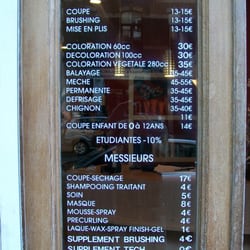 COUPE 13-15€
BRUSHING 13-15€
MISE EN PLIS 13-15€
COLORATION 60cc 30€
DECOLORATION 100cc 30€
COLORATION VEGETALE 280cc 35€
BALAYAGE 35-45€
MECHE 45-55€
PERMANENTE 35-45€
DEFRISAGE 35-45€
CHIGNON 35-45€
11€
COUPE ENFANT DE 0 à 12ANS 14€
ETUDIANTES -10%
MESSIEURS
COUPE-SECHAGE 17€
SHAMPOOING TRAITANT 4€
SOIN 5€
MASQUE 8€
MOUSSE-SPRAY 4€
PRECURLING 4€
LAQUE-WAX-SPRAY FINISH-GEL 1€
SUPPLEMENT BRUSHING 4€
SUPPLEMENT TECH